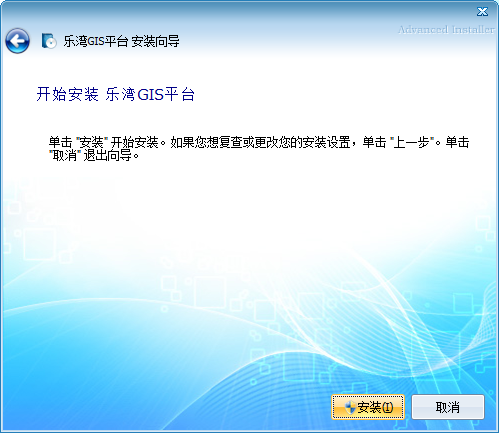 乐湾GIS平台 安装向导
Advanced Installer
开始安装 乐湾GIS平台
单击 "安装" 开始安装。如果您想复查或更改您的安装设置，单击 "上一步"。单击
"取消" 退出向导。
安装(I)
取消